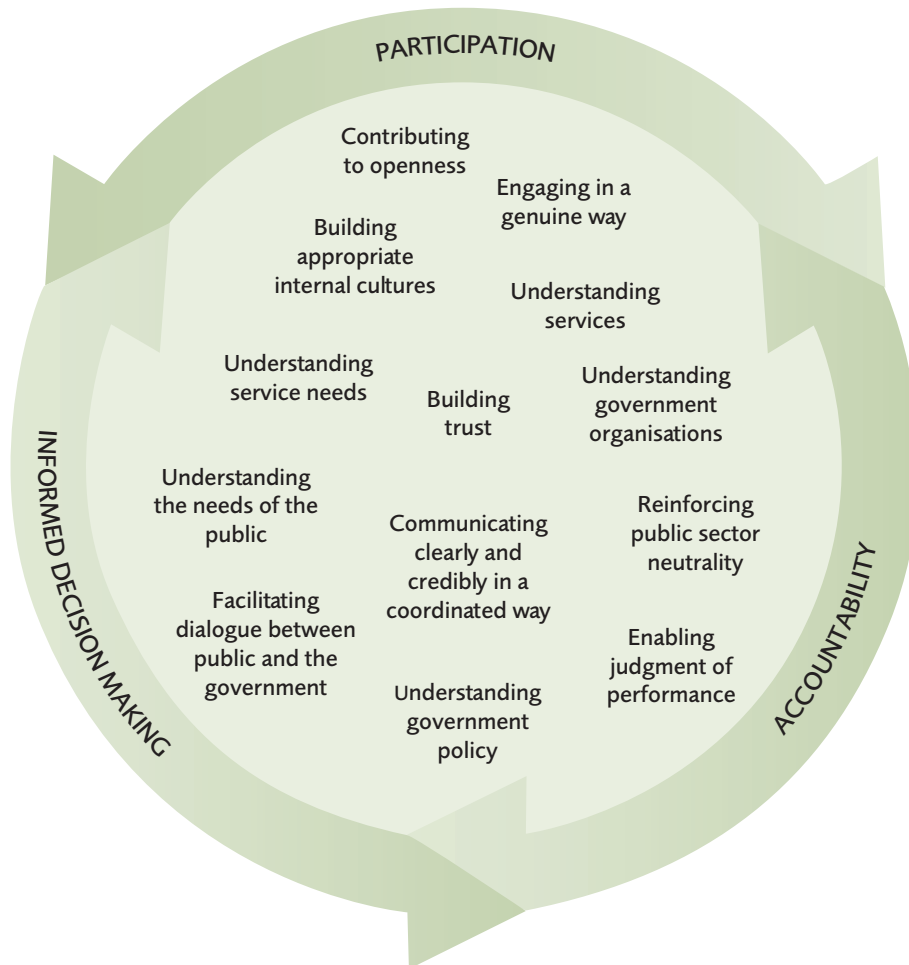 PARTICIPATION
Contributing
to openness
Engaging in a
genuine way
Building
appropriate
internal cultures
Understanding
services
Understanding
service needs
Building
trust
Understanding
government
organisations
Understanding
the needs of the
public
Communicating
clearly and
credibly in a
coordinated way
Reinforcing
public sector
neutrality
Facilitating
dialogue between
public and the
government
Enabling
judgment of
performance
Understanding
government
policy
INFORMED DECISION MAKING
ACCOUNTABILITY